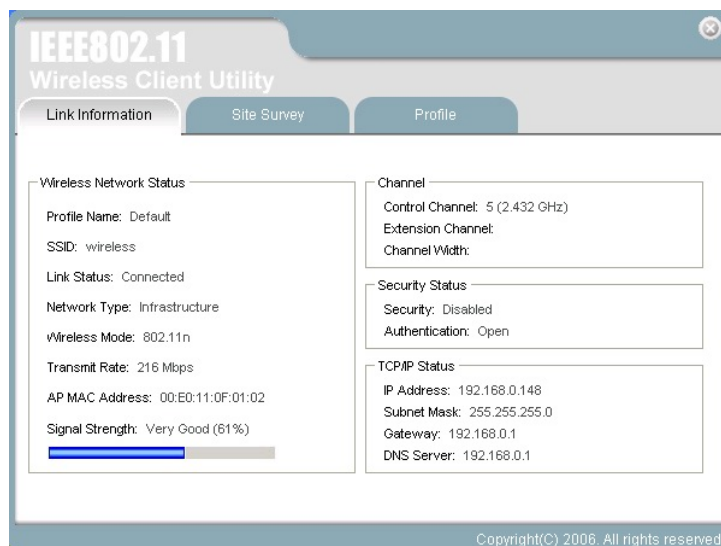 IEEE802.11
Wireless Client Utility
Link Information
Site Survey
Profile
Wireless Network Status
Profile Name: Default
SSID: wireless
Link Status: Connected
Network Type: Infrastructure
Wireless Mode: 802.11n
Transmit Rate: 216 Mbps
AP MAC Address: 00:E0:11:0F:01:02
Signal Strength: Very Good (61%)
Channel
Control Channel: 5 (2.432 GHz)
Extension Channel:
Channel Width:
Security Status
Security: Disabled
Authentication: Open
TCP/IP Status
IP Address: 192.168.0.148
Subnet Mask: 255.255.255.0
Gateway: 192.168.0.1
DNS Server: 192.168.0.1
Copyright(C) 2006. All rights reserved